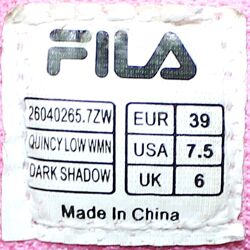 FILA
26040265.7ZW EUR 39
QUINCY LOW WMN USA 7.5
DARK SHADOW UK 6
Made In China